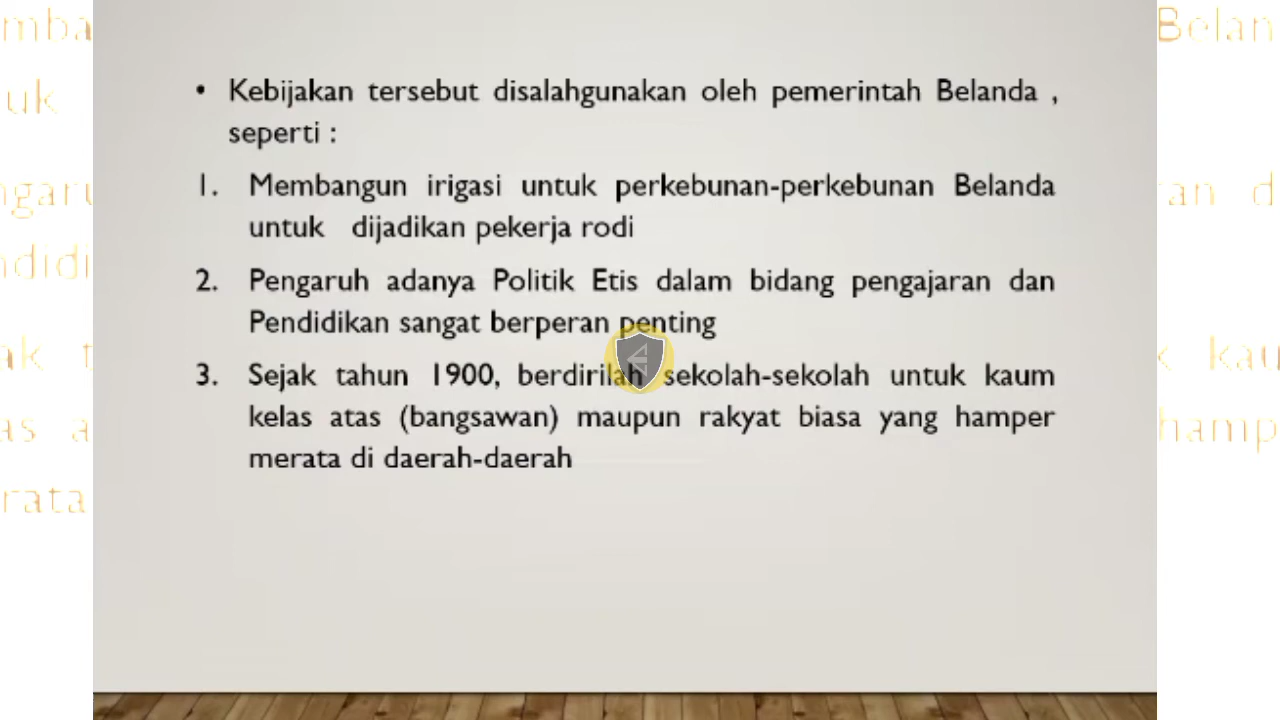 • Kebijakan tersebut disalahgunakan oleh pemerintah Belanda ,
seperti :
1. Membangun irigasi untuk perkebunan-perkebunan Belanda
untuk dijadikan pekerja rodi
2. Pengaruh adanya Politik Etis dalam bidang pengajaran dan
Pendidikan sangat berperan penting
3. Sejak tahun 1900, berdirilah sekolah-sekolah untuk kaum
kelas atas (bangsawan) maupun rakyat biasa yang hamper
merata di daerah-daerah